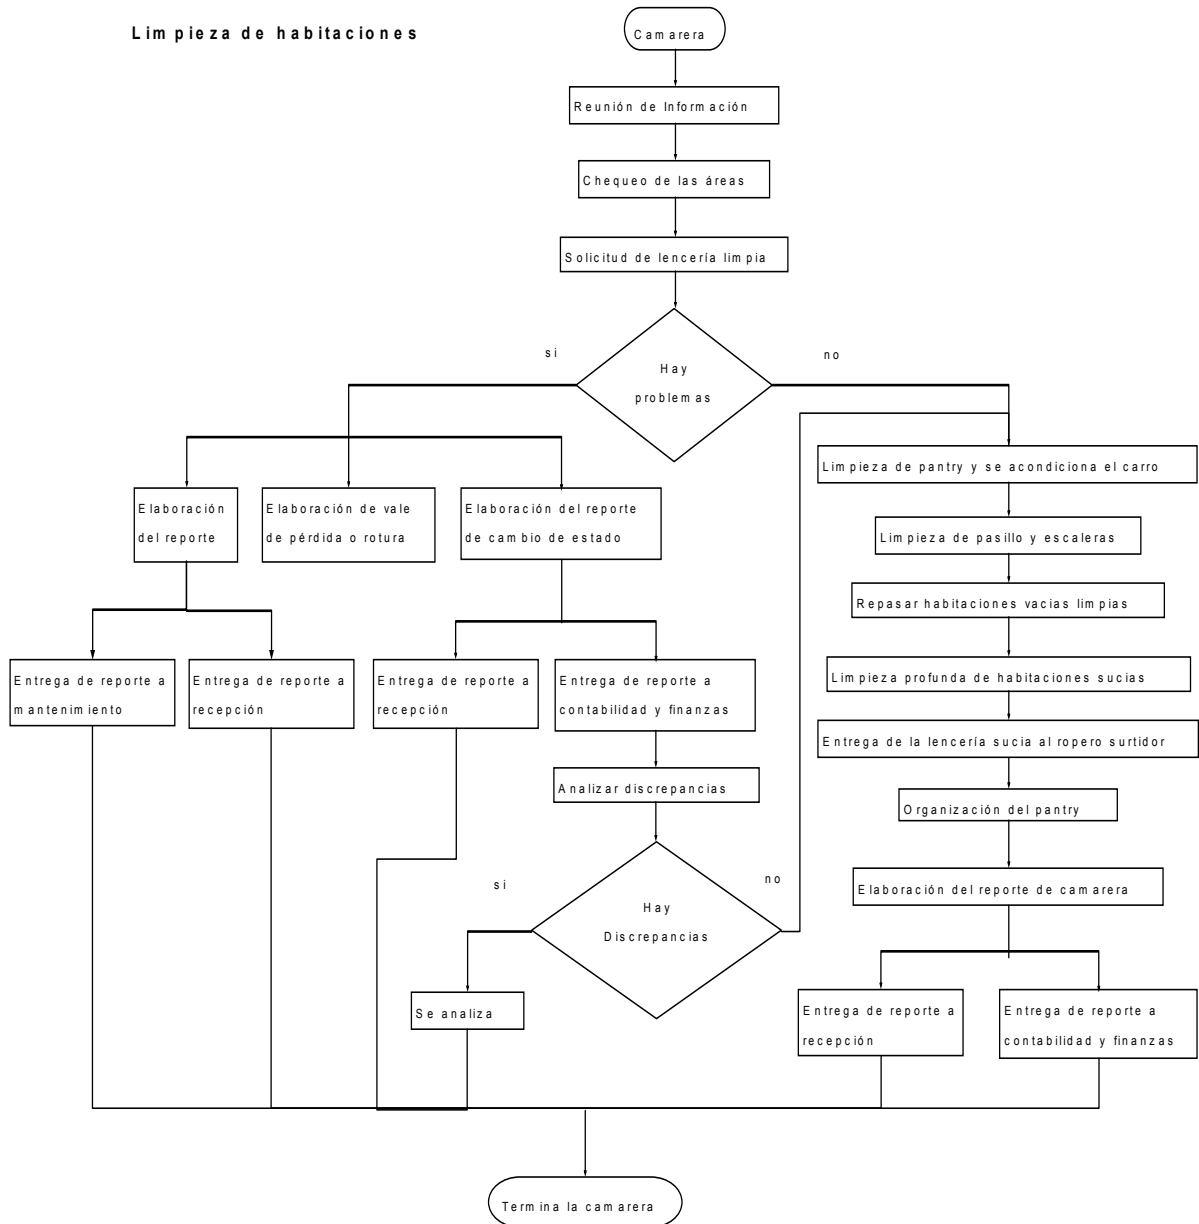 Limpieza de habitaciones
Camarera
Reunión de Información
Chequeo de las áreas
Solicitud de lencería limpia
si
no
Hay
problemas
Limpieza de pantry y se acondiciona el carro
Elaboración
del reporte
Elaboración de vale
de pérdida o rotura
Elaboración del reporte
de cambio de estado
Limpieza de pasillo y escaleras
Repasar habitaciones vacias limpias
Entrega de reporte a
mantenimiento
Entrega de reporte a
recepción
Entrega de reporte a
recepción
Entrega de reporte a
contabilidad y finanzas
Limpieza profunda de habitaciones sucias
Entrega de la lencería sucia al ropero surtidor
Analizar discrepancias
Organización del pantry
Elaboración del reporte de camarera
si
no
Hay
Discrepancias
Se analiza
Entrega de reporte a
recepción
Entrega de reporte a
contabilidad y finanzas
Termina la camarera